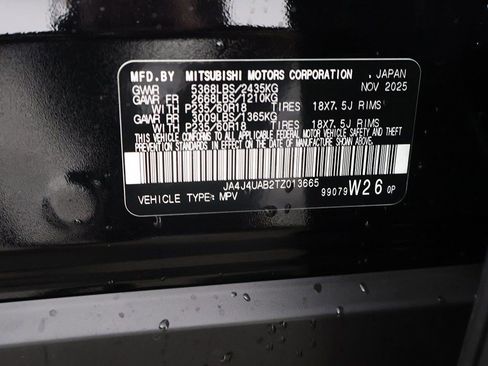 MFD.BY MITSUBISHI MOTORS CORPORATION , JAPAN
GVWR 5368LBS/2435KG NOV 2025
GAWR FR 2668LBS/1210KG
WITH P235/60R18 TIRES 18X7.5J RIMS
GAWR RR 3009LBS/1365KG
WITH P235/60R18 TIRES 18X7.5J RIMS
THIS VEHICLE CONFORMS TO ALL APPLICABLE FEDERAL MOTOR
VEHICLE SAFETY AND THEFT PREVENTION STANDARDS IN EFFECT
ON THE DATE OF MANUFACTURE SHOWN ABOVE.
JA4J4UAB2TZ013665
VEHICLE TYPE: MPV 99079 W26 0P